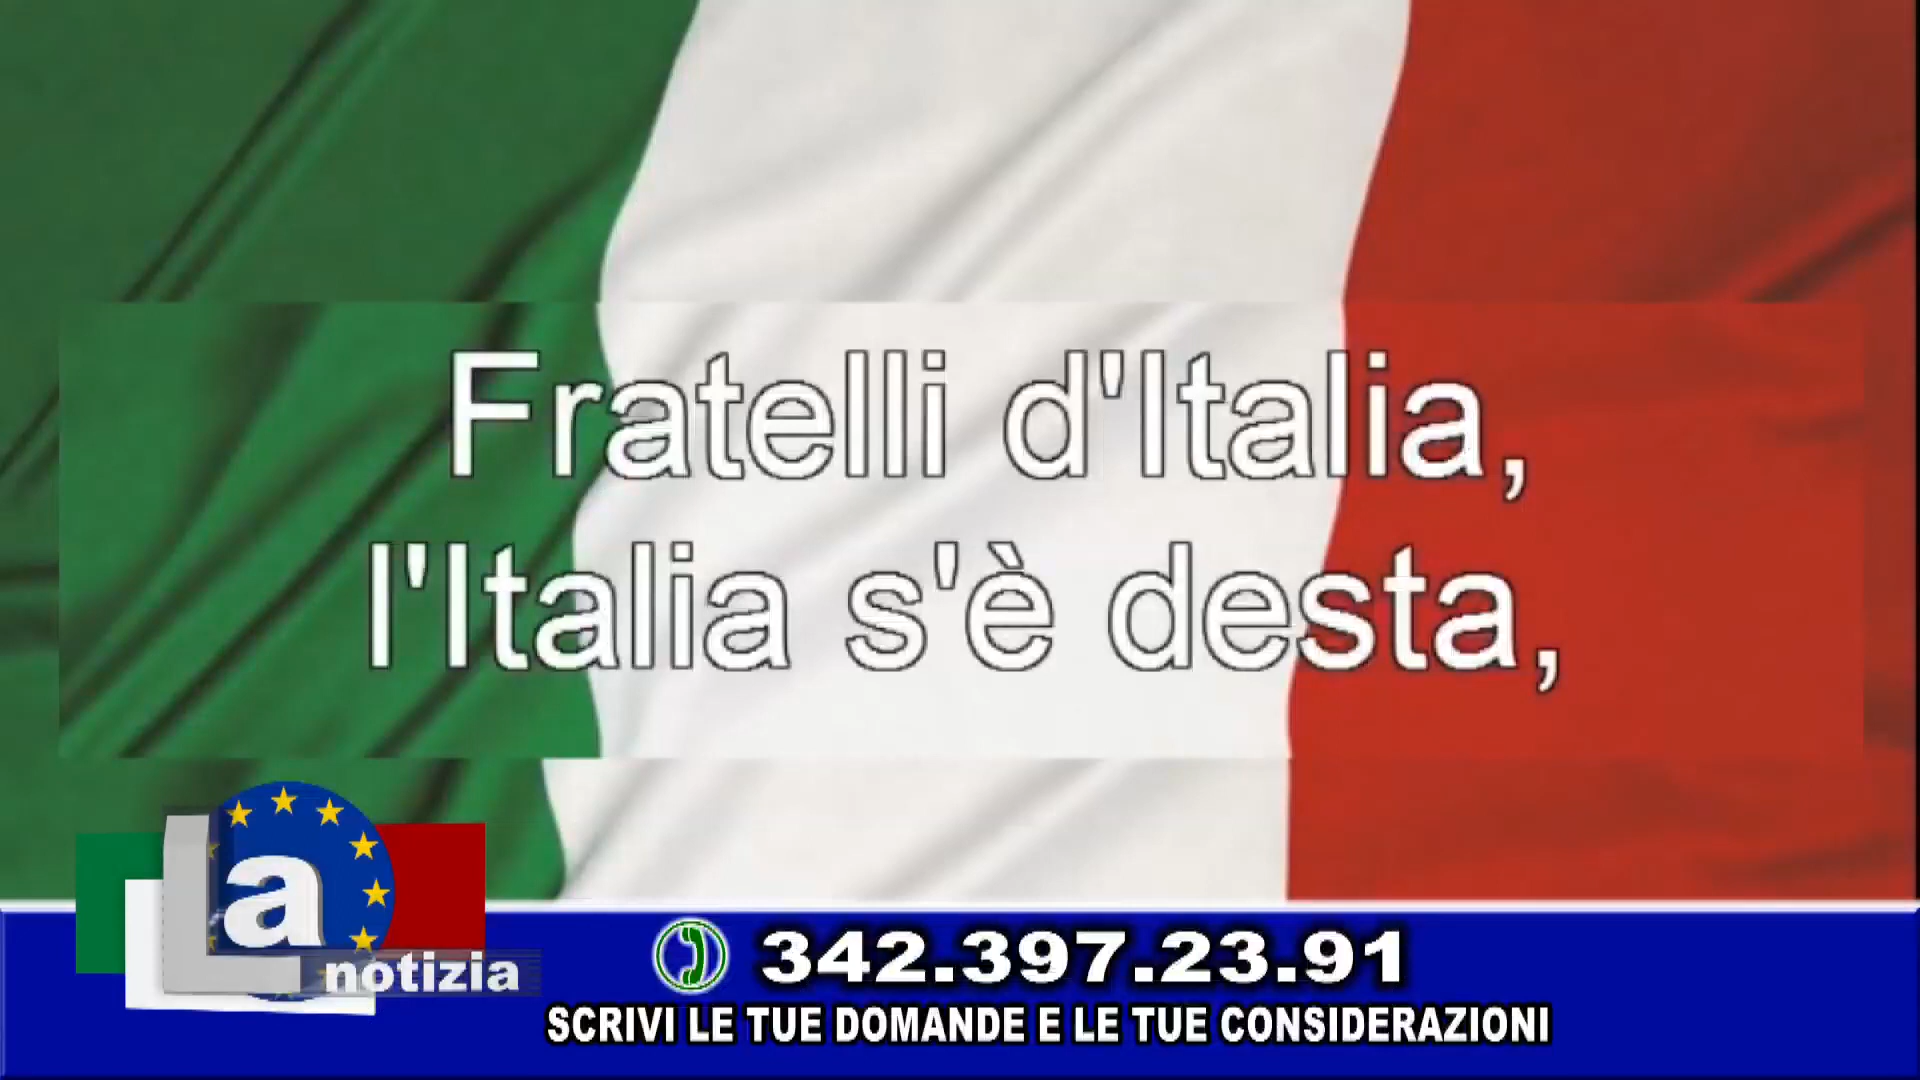 Fratelli d'Italia,
l'Italia s'è desta,
La
notizia
342.397.23.91
SCRIVI LE TUE DOMANDE E LE TUE CONSIDERAZIONI